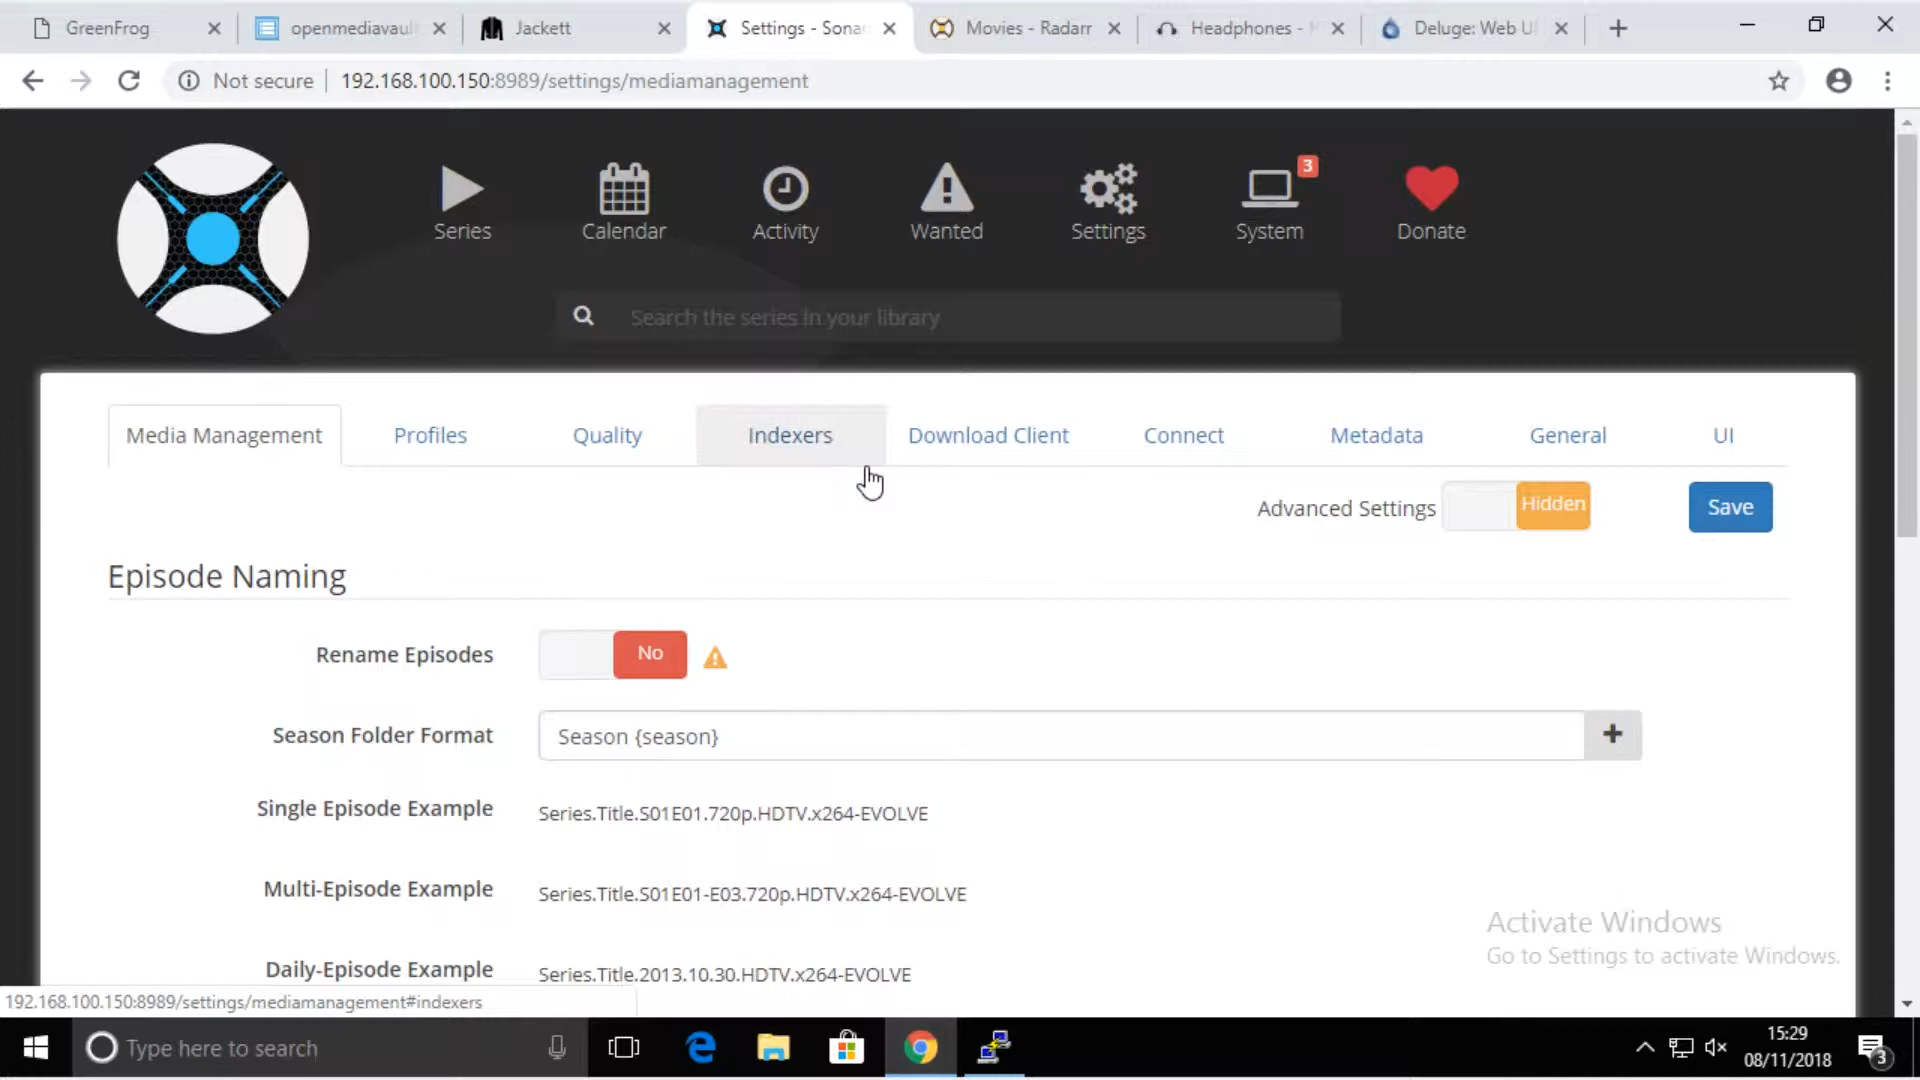 GreenFrog
openmediavaul
Jackett
Settings - Sonar
Movies - Radarr
Headphones -
Deluge: Web U
Not secure
192.168.100.150:8989/settings/mediamanagement
Series
Calendar
Activity
Wanted
Settings
3
System
Donate
Search the series in your library
Media Management
Profiles
Quality
Indexers
Download Client
Connect
Metadata
General
UI
Advanced Settings
Hidden
Save
Episode Naming
Rename Episodes
No
Season Folder Format
Season {season}
Single Episode Example
Series.Title.S01E01.720p.HDTV.x264-EVOLVE
Multi-Episode Example
Series.Title.S01E01-E03.720p.HDTV.x264-EVOLVE
Daily-Episode Example
Series.Title.2013.10.30.HDTV.x264-EVOLVE
Activate Windows
Go to Settings to activate Windows.
192.168.100.150:8989/settings/mediamanagement#indexers
Type here to search
15:29
08/11/2018
3